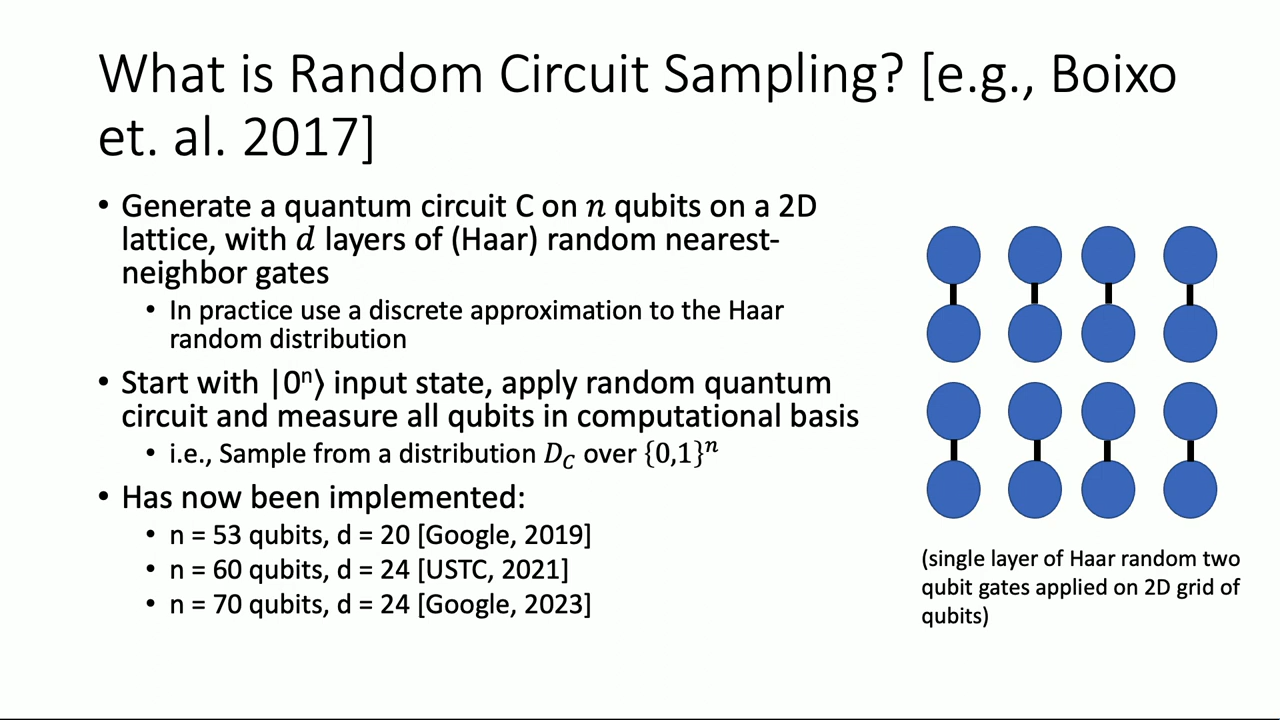 What is Random Circuit Sampling? [e.g., Boixo
et. al. 2017]
• Generate a quantum circuit C on n qubits on a 2D
lattice, with d layers of (Haar) random nearest-
neighbor gates
• In practice use a discrete approximation to the Haar
random distribution
• Start with |0ⁿ⟩ input state, apply random quantum
circuit and measure all qubits in computational basis
• i.e., Sample from a distribution D_C over {0,1}ⁿ
• Has now been implemented:
• n = 53 qubits, d = 20 [Google, 2019]
• n = 60 qubits, d = 24 [USTC, 2021]
• n = 70 qubits, d = 24 [Google, 2023]
(single layer of Haar random two
qubit gates applied on 2D grid of
qubits)